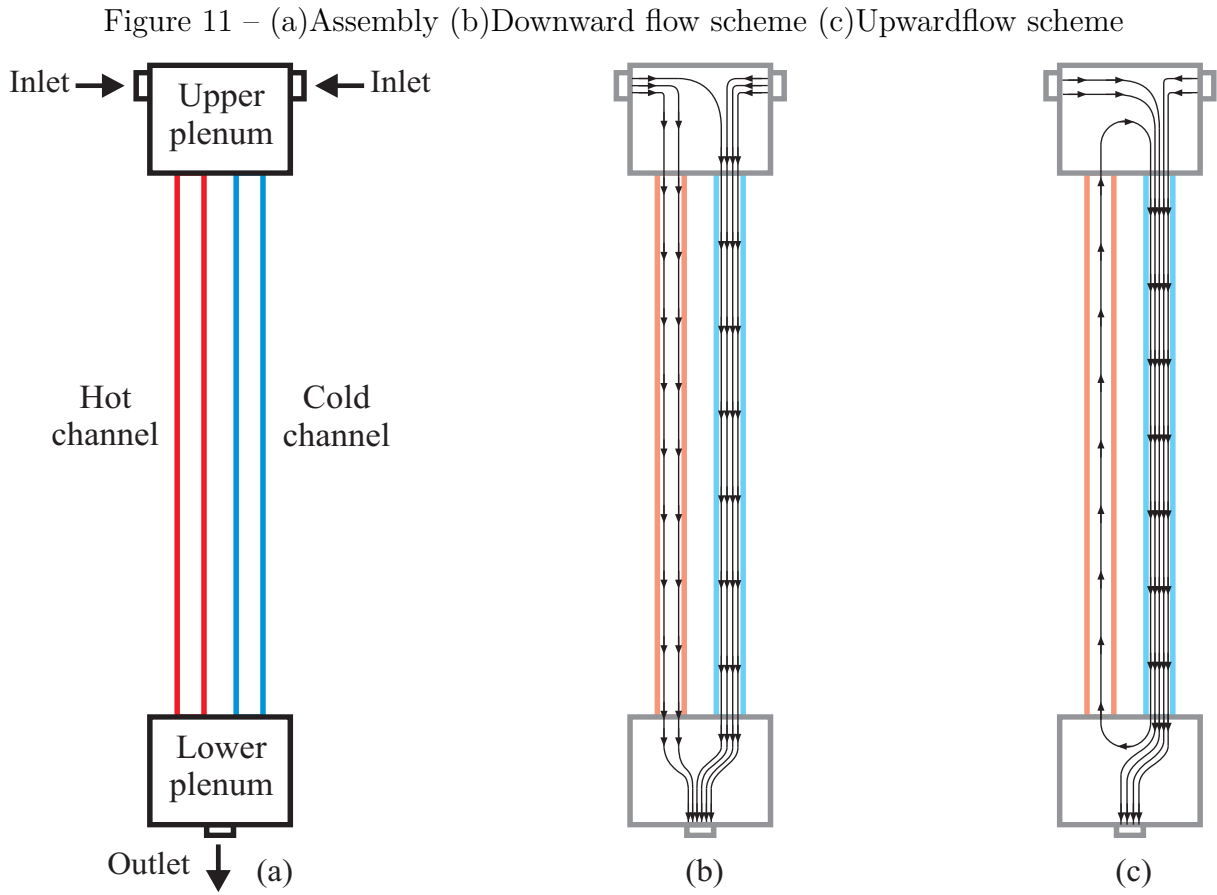 Figure 11 – (a)Assembly (b)Downward flow scheme (c)Upwardflow scheme
Inlet
Upper
plenum
Inlet
Hot
channel
Cold
channel
Lower
plenum
Outlet
(a)
(b)
(c)